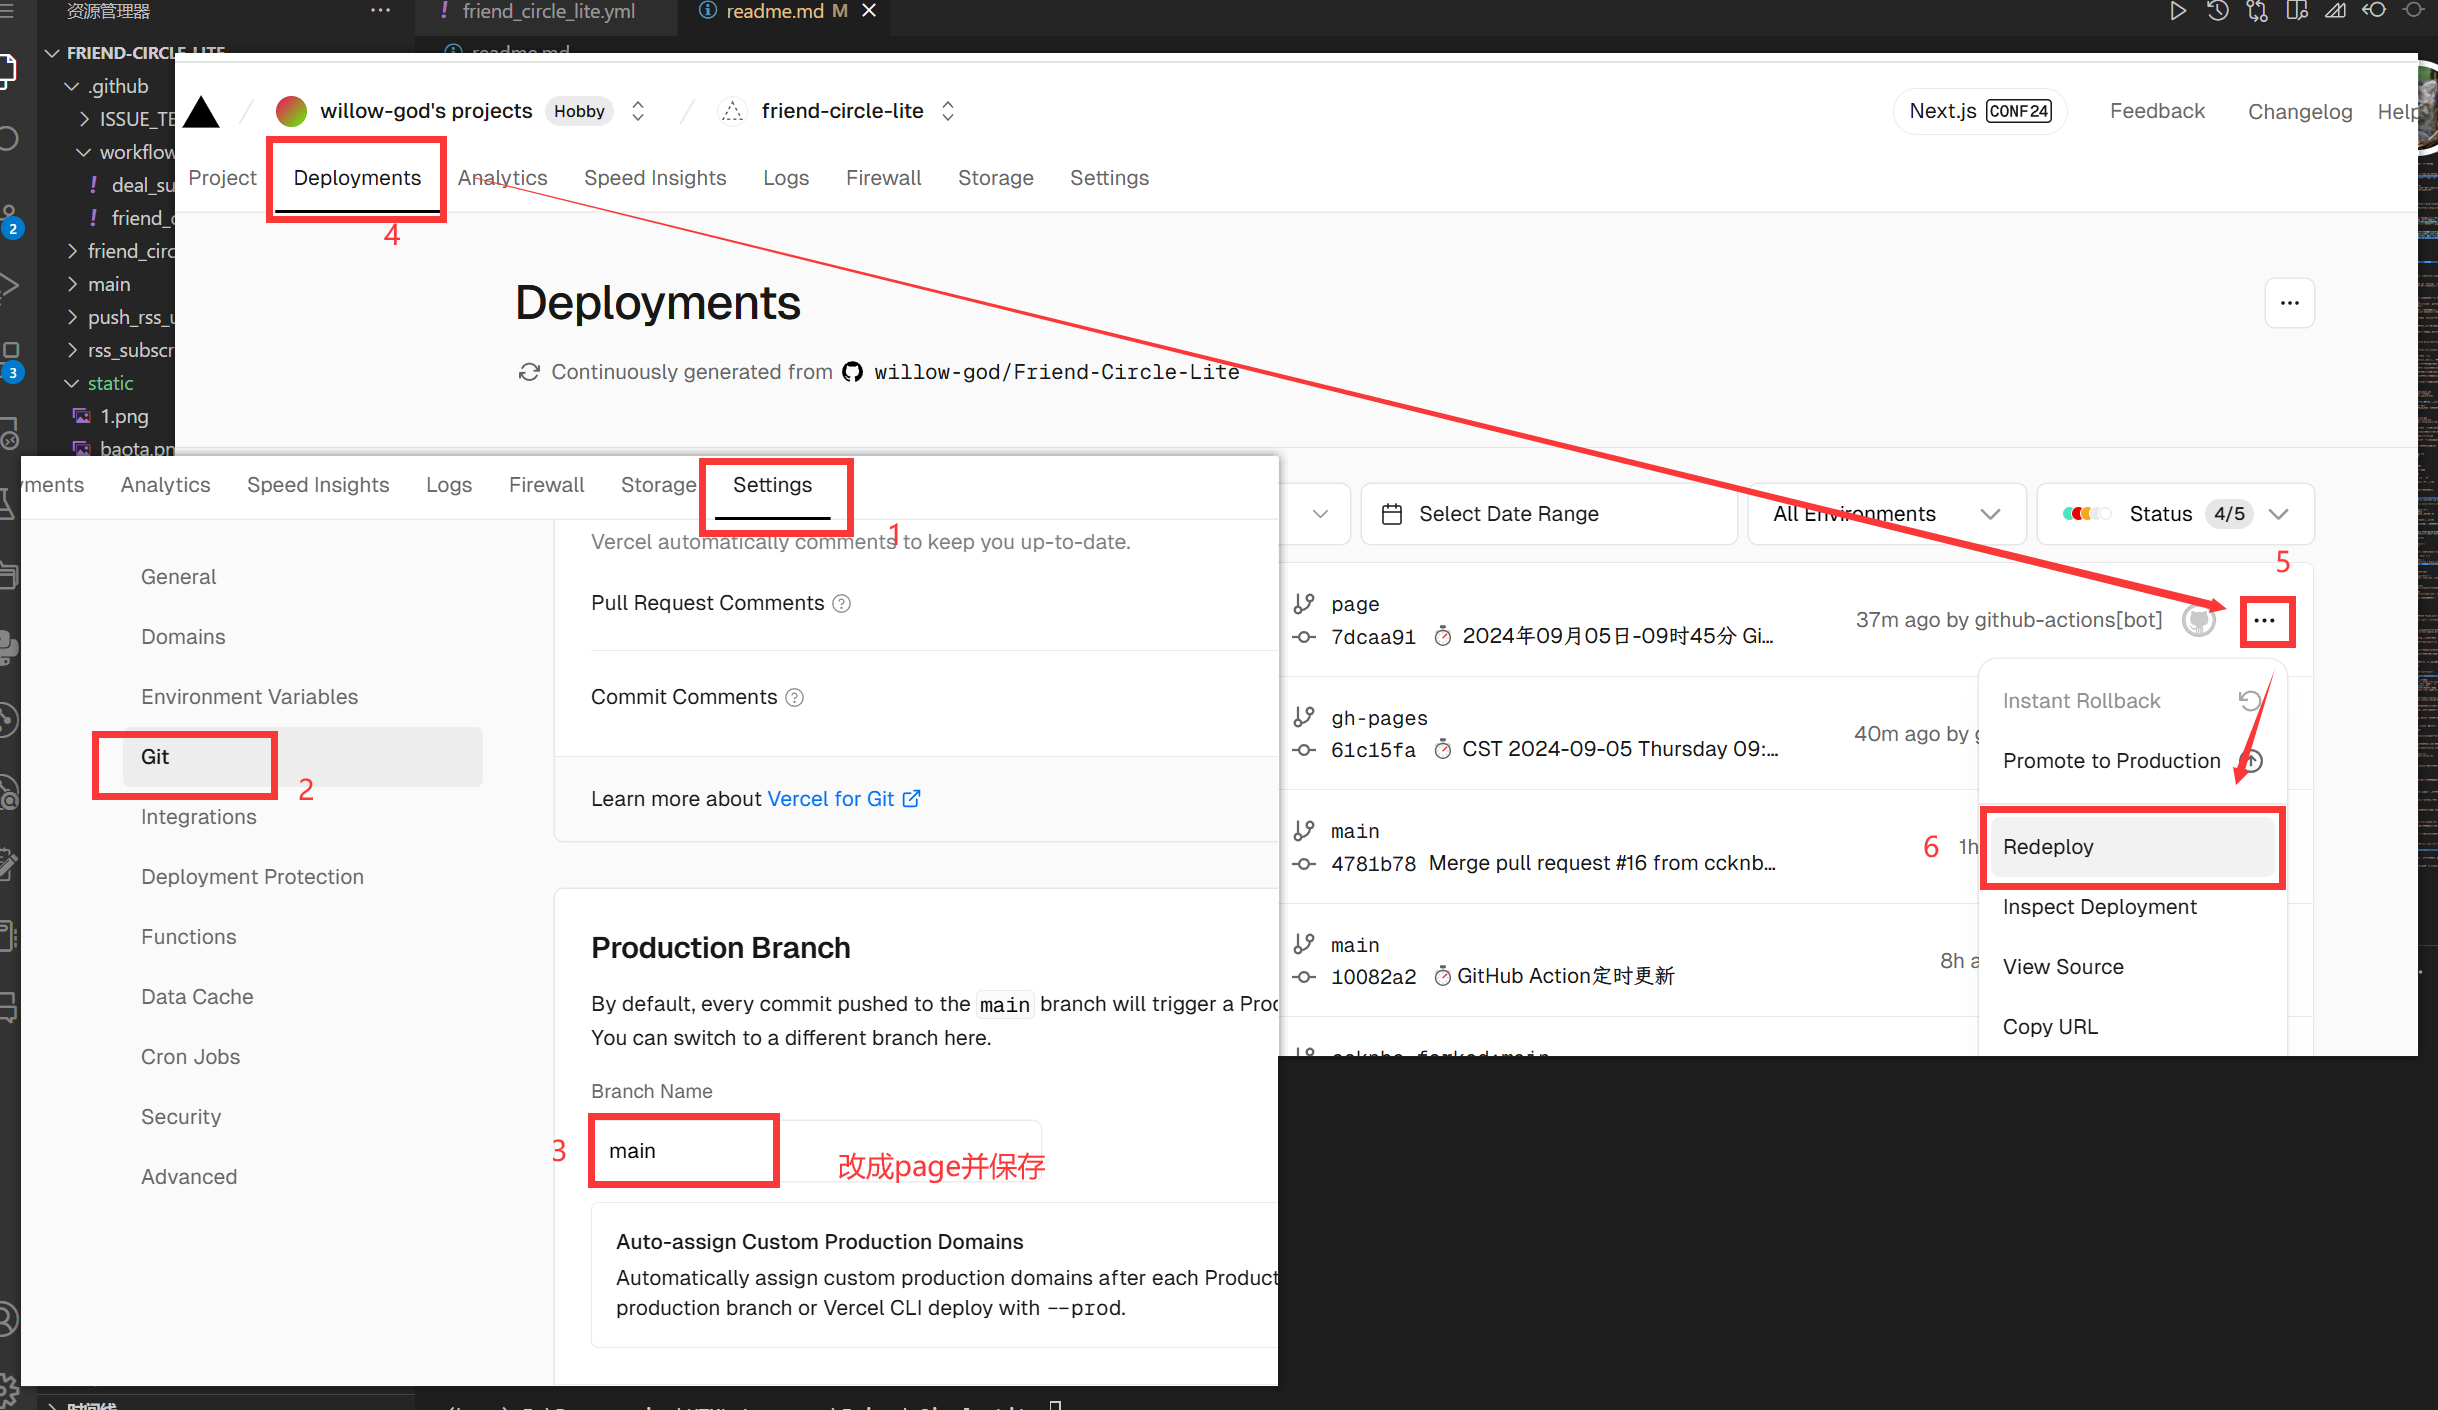 资源管理器
friend_circle_lite.yml
readme.md M
FRIEND-CIRCLE-LITE
readme.md
.github
ISSUE_TE
workflow
deal_su
friend_c
friend_circ
main
push_rss_u
rss_subscr
static
1.png
baota.pn
2
3
willow-god's projects Hobby
friend-circle-lite
Next.js CONF24
Feedback
Changelog
Help
Project
Deployments
Analytics
Speed Insights
Logs
Firewall
Storage
Settings
4
Deployments
Continuously generated from willow-god/Friend-Circle-Lite
Select Date Range
All Environments
Status 4/5
5
page
7dcaa91 2024年09月05日-09时45分 Gi...
37m ago by github-actions[bot]
gh-pages
61c15fa CST 2024-09-05 Thursday 09:...
40m ago by g
main
4781b78 Merge pull request #16 from ccknb...
1h
main
10082a2 GitHub Action定时更新
8h a
Instant Rollback
Promote to Production
6
Redeploy
Inspect Deployment
View Source
Copy URL
yments
Analytics
Speed Insights
Logs
Firewall
Storage
Settings
1
General
Domains
Environment Variables
Git
2
Integrations
Deployment Protection
Functions
Data Cache
Cron Jobs
Security
Advanced
Vercel automatically comments to keep you up-to-date.
Pull Request Comments
Commit Comments
Learn more about Vercel for Git
Production Branch
By default, every commit pushed to the main branch will trigger a Proc
You can switch to a different branch here.
Branch Name
3
main
改成page并保存
Auto-assign Custom Production Domains
Automatically assign custom production domains after each Product
production branch or Vercel CLI deploy with --prod.
时间线